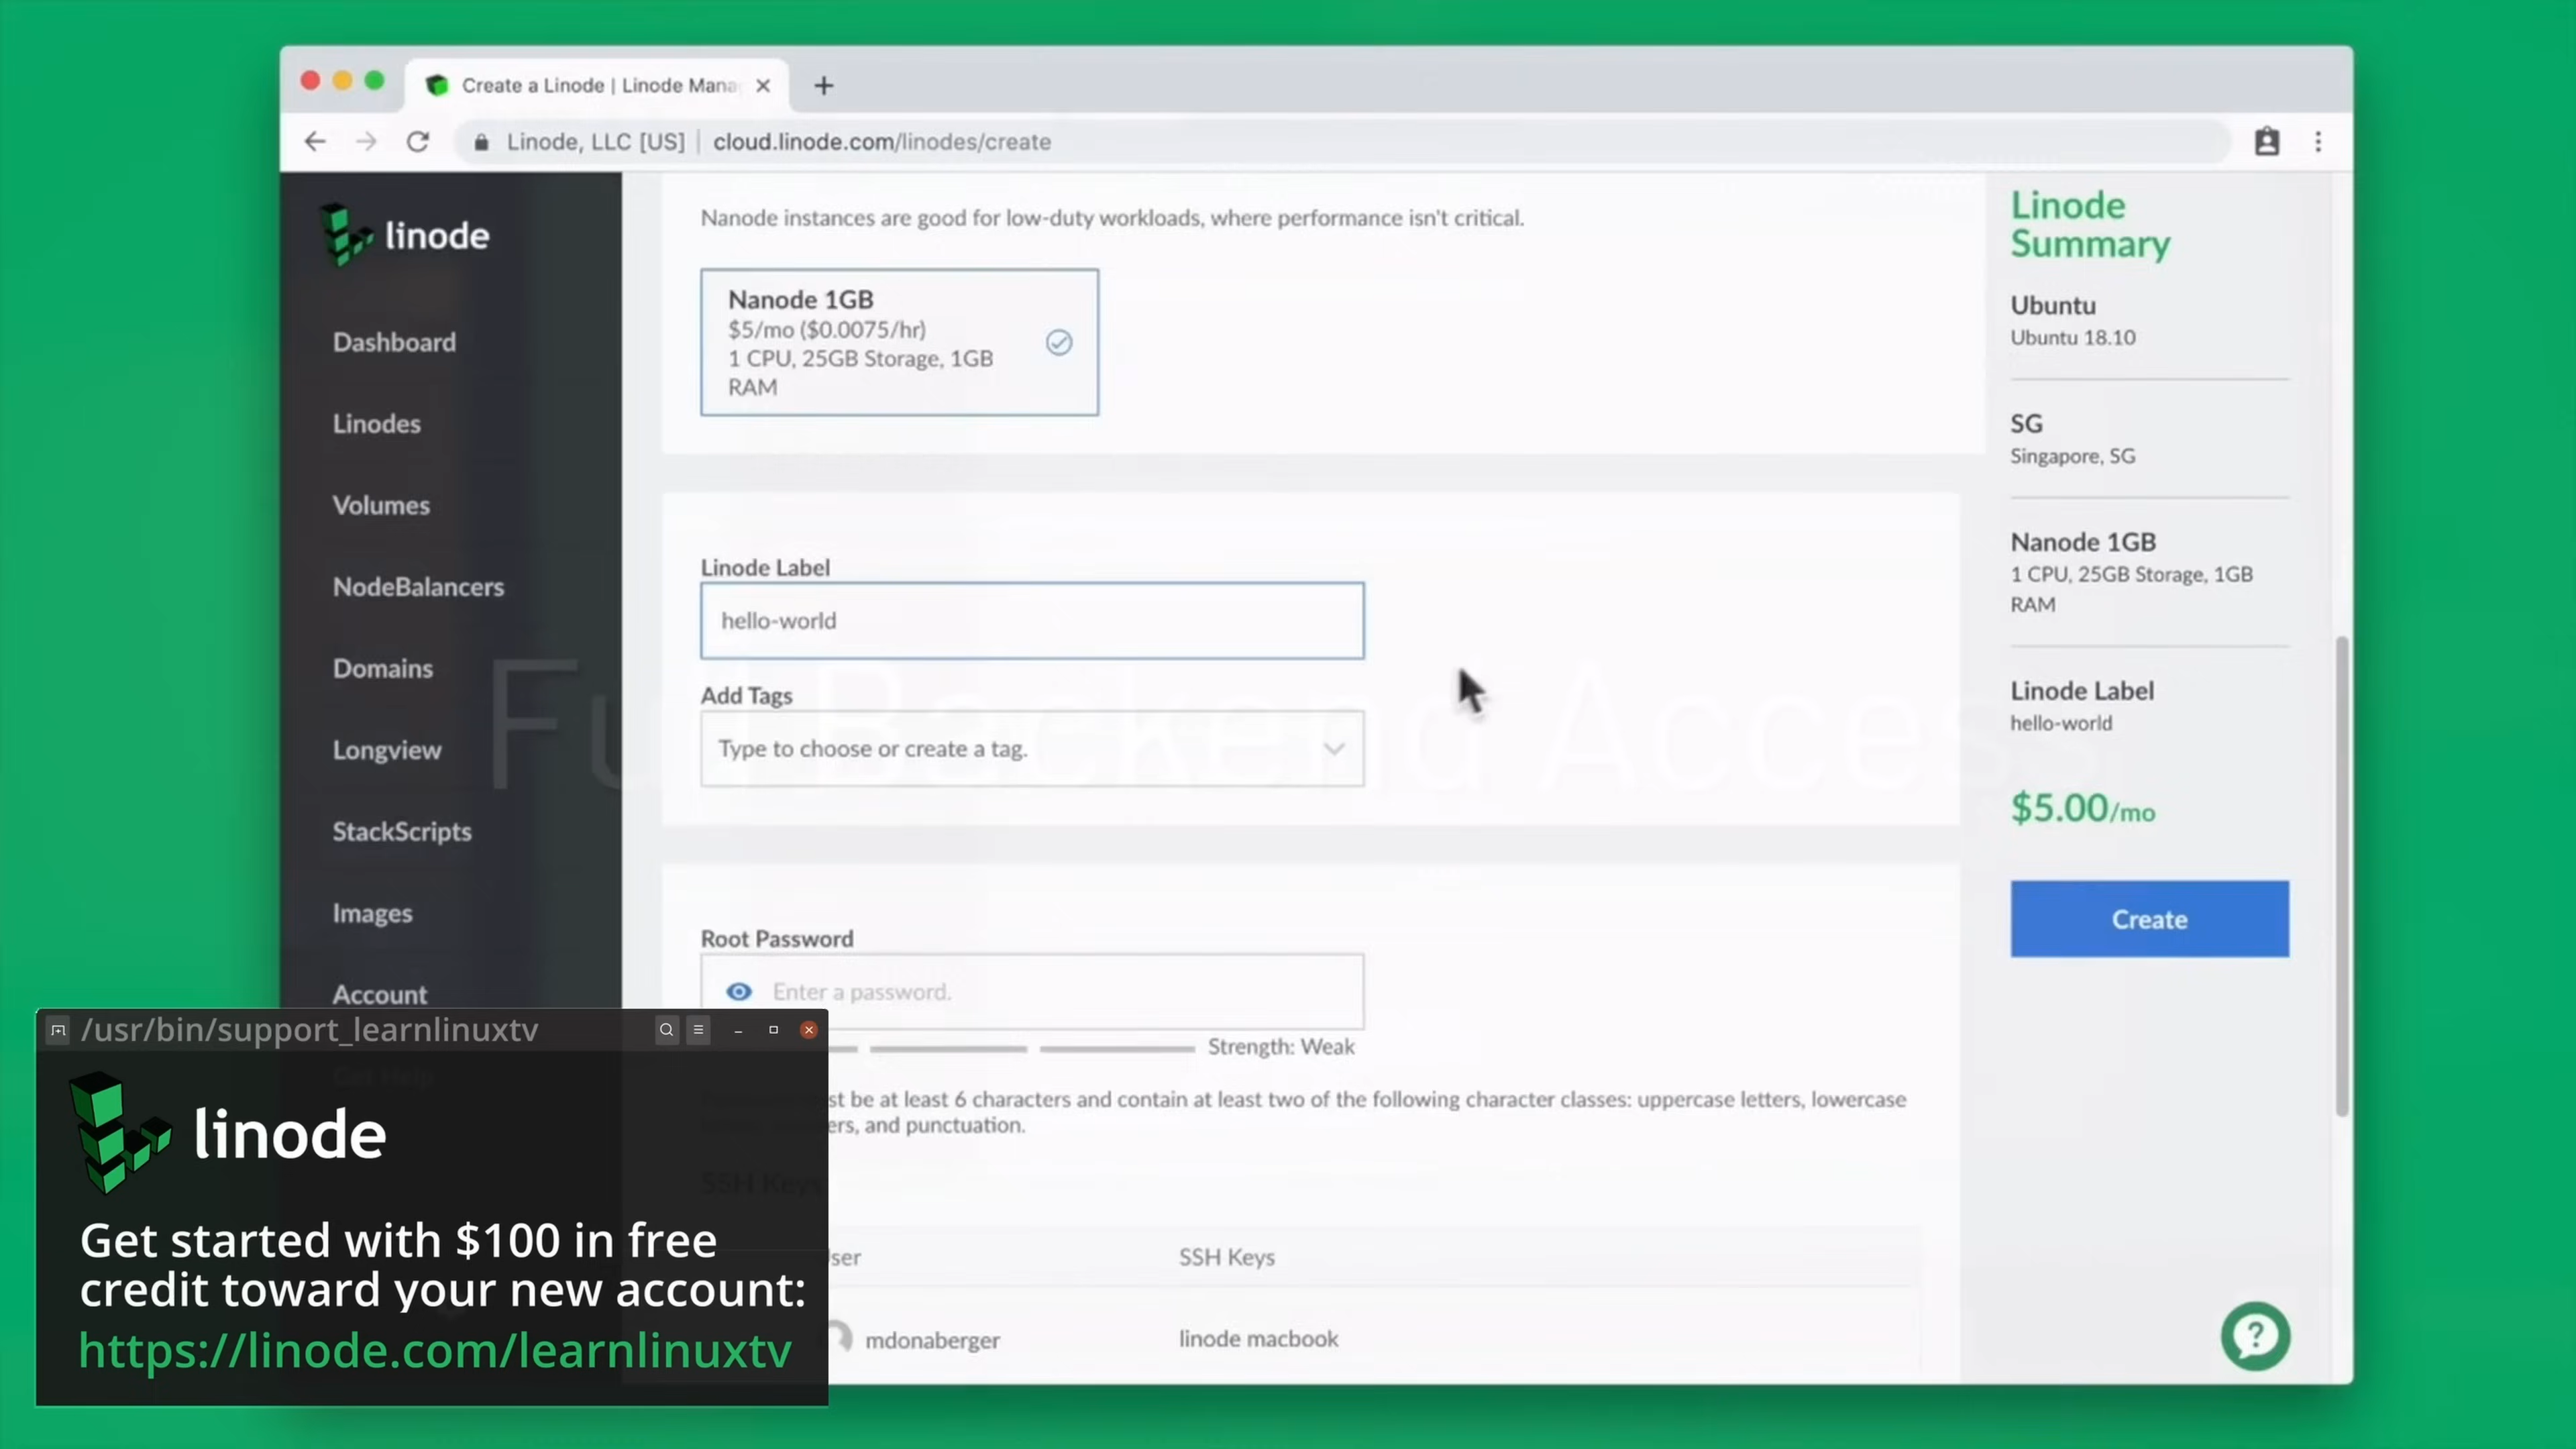 Create a Linode | Linode Mana
Linode, LLC [US] | cloud.linode.com/linodes/create
linode
Dashboard
Linodes
Volumes
NodeBalancers
Domains
Longview
StackScripts
Images
Account
Get Help
Nanode instances are good for low-duty workloads, where performance isn't critical.
Nanode 1GB
$5/mo ($0.0075/hr)
1 CPU, 25GB Storage, 1GB
RAM
Linode Label
hello-world
Add Tags
Type to choose or create a tag.
Full Backend Access
Root Password
Enter a password.
Strength: Weak
st be at least 6 characters and contain at least two of the following character classes: uppercase letters, lowercase
ers, and punctuation.
SSH Keys
ser
SSH Keys
mdonaberger
linode macbook
Linode
Summary
Ubuntu
Ubuntu 18.10
SG
Singapore, SG
Nanode 1GB
1 CPU, 25GB Storage, 1GB
RAM
Linode Label
hello-world
$5.00/mo
Create
/usr/bin/support_learnlinuxtv
linode
Get started with $100 in free
credit toward your new account:
https://linode.com/learnlinuxtv